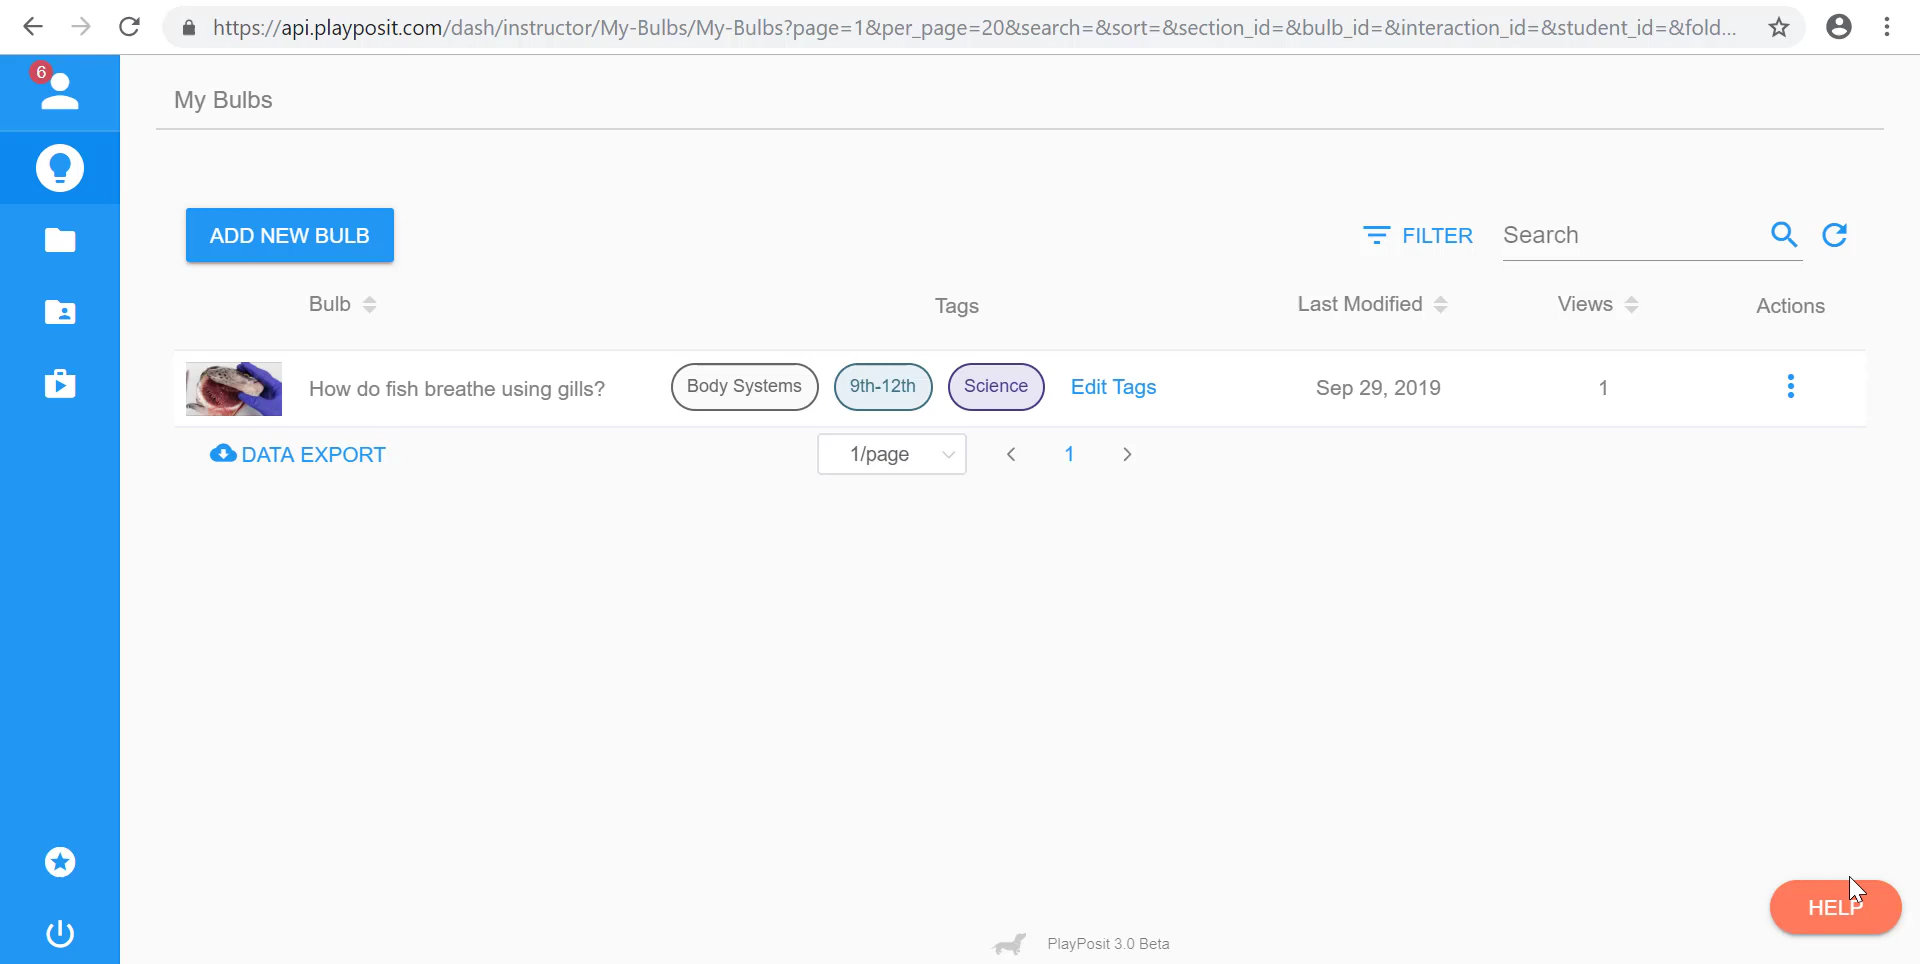 https://api.playposit.com/dash/instructor/My-Bulbs/My-Bulbs?page=1&per_page=20&search=&sort=&section_id=&bulb_id=&interaction_id=&student_id=&fold...
6
My Bulbs
ADD NEW BULB
FILTER
Search
Bulb
Tags
Last Modified
Views
Actions
How do fish breathe using gills?
Body Systems
9th-12th
Science
Edit Tags
Sep 29, 2019
1
DATA EXPORT
1/page
1
HELP
PlayPosit 3.0 Beta